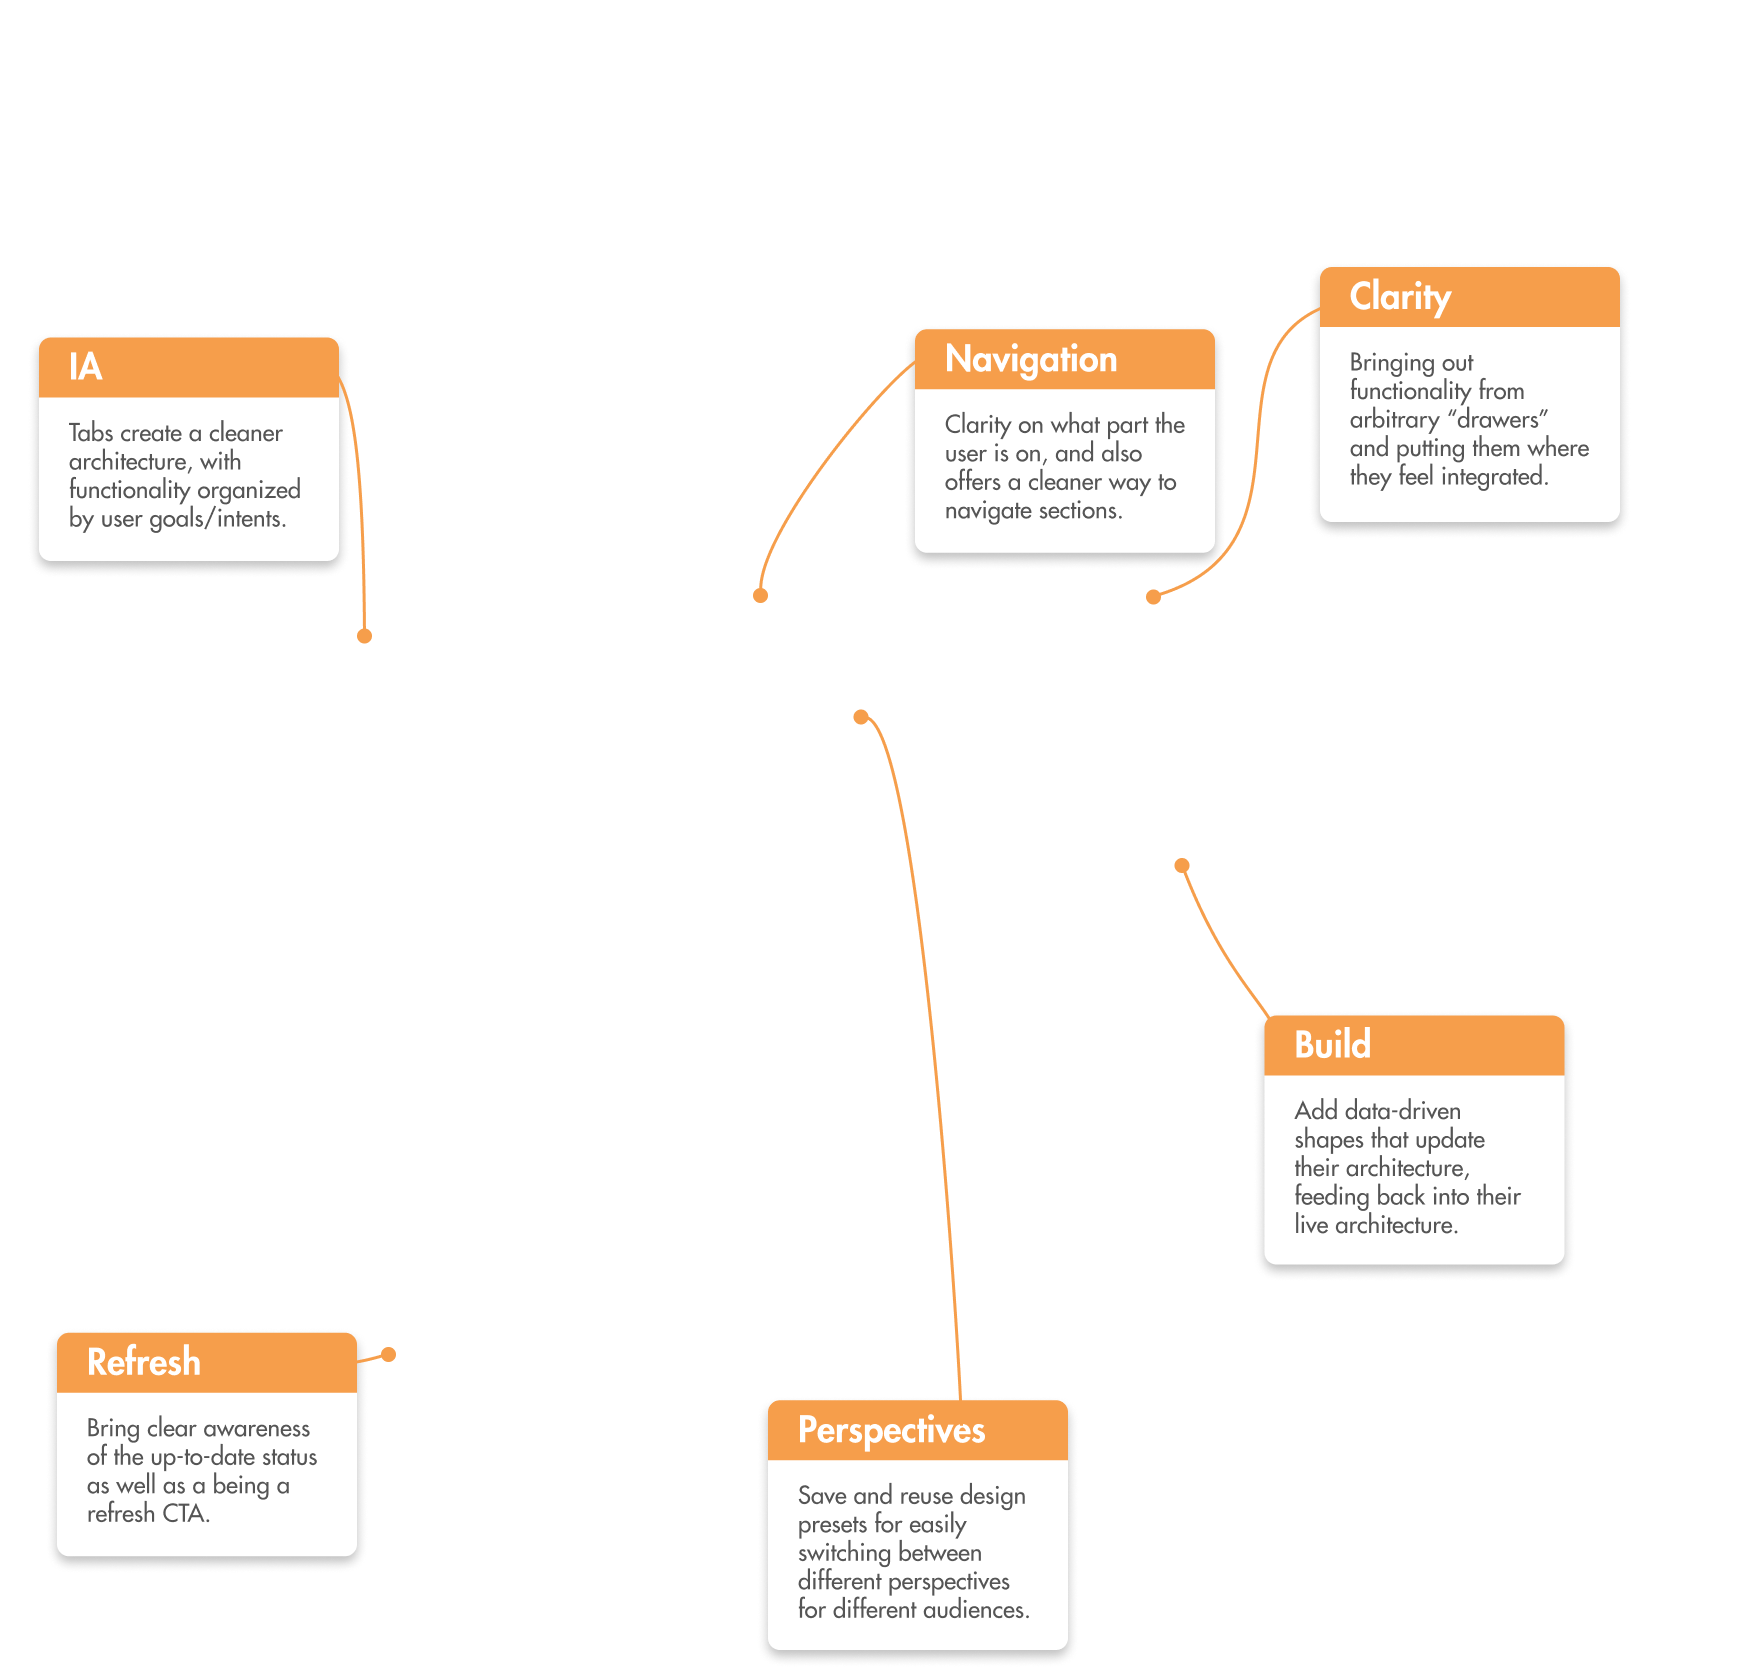 IA
Tabs create a cleaner
architecture, with
functionality organized
by user goals/intents.
Navigation
Clarity on what part the
user is on, and also
offers a cleaner way to
navigate sections.
Clarity
Bringing out
functionality from
arbitrary “drawers”
and putting them where
they feel integrated.
Build
Add data-driven
shapes that update
their architecture,
feeding back into their
live architecture.
Refresh
Bring clear awareness
of the up-to-date status
as well as a being a
refresh CTA.
Perspectives
Save and reuse design
presets for easily
switching between
different perspectives
for different audiences.